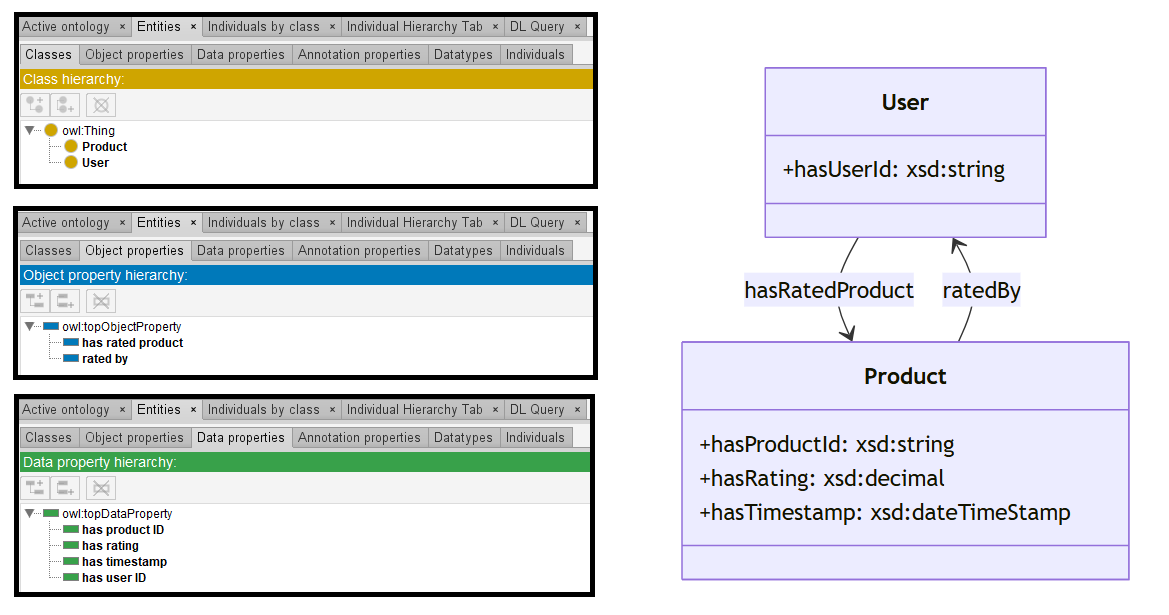 Active ontology × Entities × Individuals by class × Individual Hierarchy Tab × DL Query ×
Classes Object properties Data properties Annotation properties Datatypes Individuals
Class hierarchy:
owl:Thing
Product
User
Active ontology × Entities × Individuals by class × Individual Hierarchy Tab × DL Query ×
Classes Object properties Data properties Annotation properties Datatypes Individuals
Object property hierarchy:
owl:topObjectProperty
has rated product
rated by
Active ontology × Entities × Individuals by class × Individual Hierarchy Tab × DL Query ×
Classes Object properties Data properties Annotation properties Datatypes Individuals
Data property hierarchy:
owl:topDataProperty
has product ID
has rating
has timestamp
has user ID
User
+hasUserId: xsd:string
hasRatedProduct ratedBy
Product
+hasProductId: xsd:string
+hasRating: xsd:decimal
+hasTimestamp: xsd:dateTimeStamp